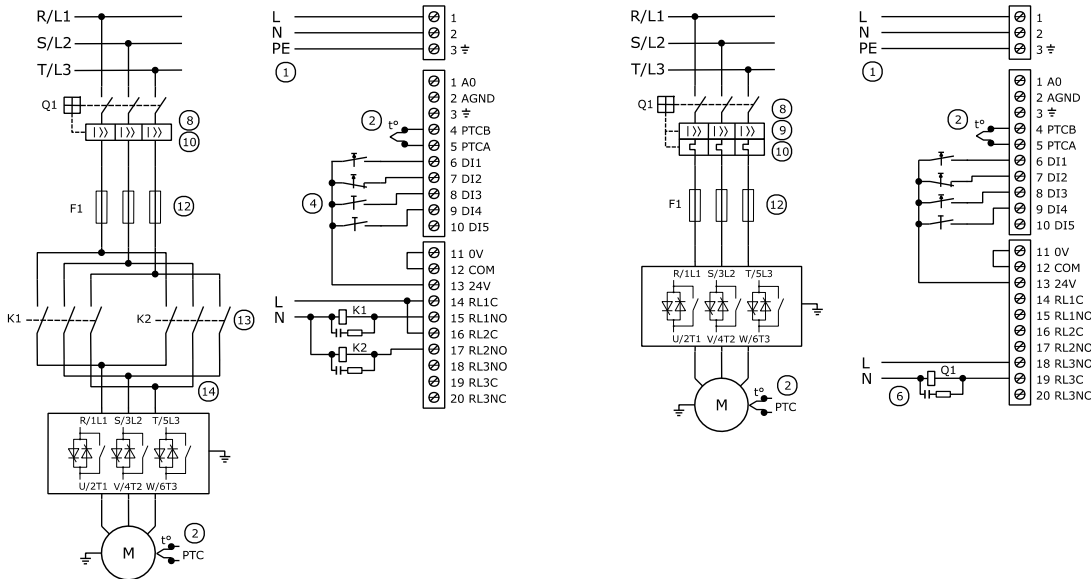 R/L1
S/L2
T/L3
Q1
8
10
F1
12
K1
K2
13
14
R/1L1 S/3L2 T/5L3
U/2T1 V/4T2 W/6T3
M
t°
2
PTC
L
N
PE
1
1
2
3
1 A0
2 AGND
3
4 PTCB
5 PTCA
6 DI1
7 DI2
8 DI3
9 DI4
10 DI5
2
t°
4
11 0V
12 COM
13 24V
14 RL1C
15 RL1NO
16 RL2C
17 RL2NO
18 RL3NO
19 RL3C
20 RL3NC
L
N
K1
K2
R/L1
S/L2
T/L3
Q1
8
9
10
F1
12
R/1L1 S/3L2 T/5L3
U/2T1 V/4T2 W/6T3
M
t°
2
PTC
L
N
PE
1
1
2
3
1 A0
2 AGND
3
4 PTCB
5 PTCA
6 DI1
7 DI2
8 DI3
9 DI4
10 DI5
2
t°
11 0V
12 COM
13 24V
14 RL1C
15 RL1NO
16 RL2C
17 RL2NO
18 RL3NO
19 RL3C
20 RL3NC
L
N
6
Q1